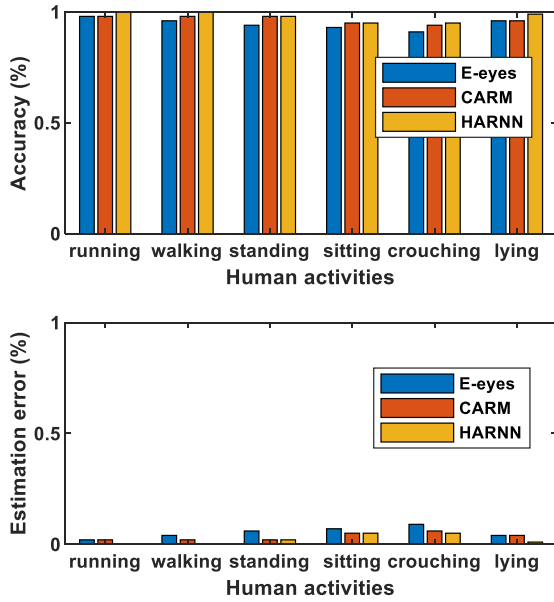 1
0.5
0
Accuracy (%)
E-eyes
CARM
HARNN
running walking standing sitting crouching lying
Human activities
1
0.5
0
Estimation error (%)
E-eyes
CARM
HARNN
running walking standing sitting crouching lying
Human activities